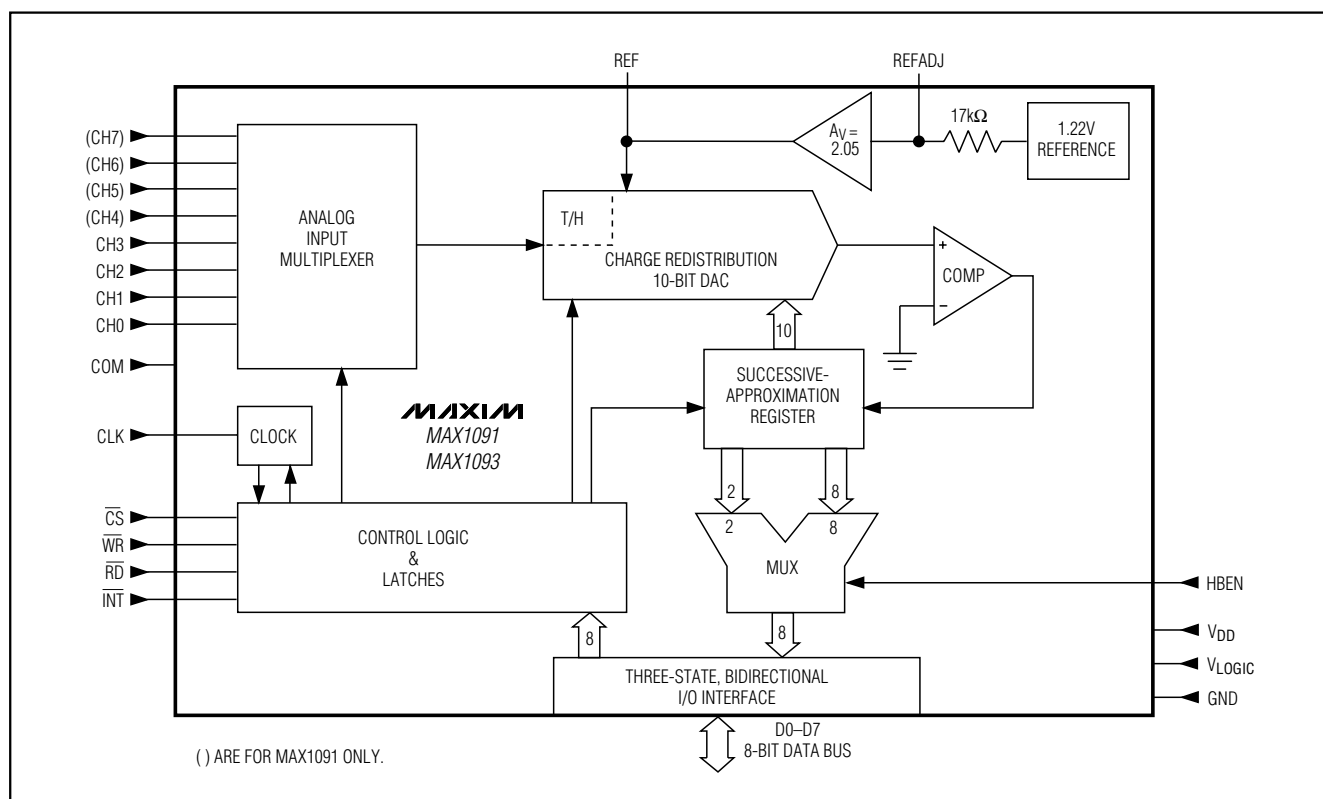 REF
REFADJ
(CH7)
(CH6)
(CH5)
(CH4)
CH3
CH2
CH1
CH0
COM
CLK
CS
WR
RD
INT
ANALOG
INPUT
MULTIPLEXER
T/H
CHARGE REDISTRIBUTION
10-BIT DAC
AV =
2.05
17kΩ
1.22V
REFERENCE
+
COMP
−
10
SUCCESSIVE-
APPROXIMATION
REGISTER
CLOCK
MAXIM
MAX1091
MAX1093
CONTROL LOGIC
&
LATCHES
2
8
2
8
MUX
8
8
THREE-STATE, BIDIRECTIONAL
I/O INTERFACE
HBEN
VDD
VLOGIC
GND
D0–D7
8-BIT DATA BUS
( ) ARE FOR MAX1091 ONLY.